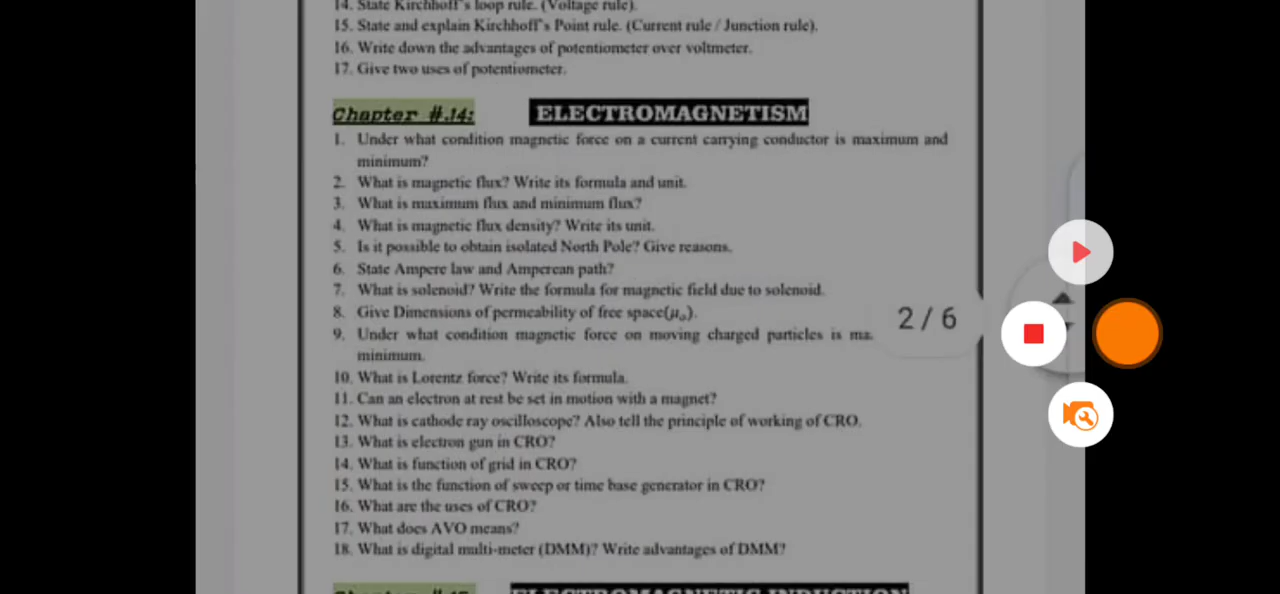 14. State Kirchhoff's loop rule. (Voltage rule).
15. State and explain Kirchhoff's Point rule. (Current rule / Junction rule).
16. Write down the advantages of potentiometer over voltmeter.
17. Give two uses of potentiometer.
Chapter #.14: ELECTROMAGNETISM
1. Under what condition magnetic force on a current carrying conductor is maximum and
minimum?
2. What is magnetic flux? Write its formula and unit.
3. What is maximum flux and minimum flux?
4. What is magnetic flux density? Write its unit.
5. Is it possible to obtain isolated North Pole? Give reasons.
6. State Ampere law and Amperean path?
7. What is solenoid? Write the formula for magnetic field due to solenoid.
8. Give Dimensions of permeability of free space(μₒ).
2 / 6
9. Under what condition magnetic force on moving charged particles is ma
minimum.
10. What is Lorentz force? Write its formula.
11. Can an electron at rest be set in motion with a magnet?
12. What is cathode ray oscilloscope? Also tell the principle of working of CRO.
13. What is electron gun in CRO?
14. What is function of grid in CRO?
15. What is the function of sweep or time base generator in CRO?
16. What are the uses of CRO?
17. What does AVO means?
18. What is digital multi-meter (DMM)? Write advantages of DMM?
ELECTROMAGNETIC INDUCTION